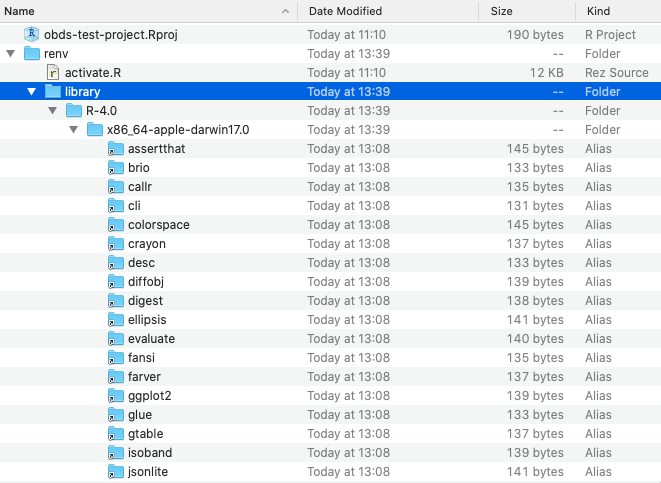 Name Date Modified Size Kind
obds-test-project.Rproj Today at 11:10 190 bytes R Project
renv Today at 13:39 -- Folder
activate.R Today at 11:10 12 KB Rez Source
library Today at 13:39 -- Folder
R-4.0 Today at 13:39 -- Folder
x86_64-apple-darwin17.0 Today at 13:39 -- Folder
assertthat Today at 13:08 145 bytes Alias
brio Today at 13:08 133 bytes Alias
callr Today at 13:08 135 bytes Alias
cli Today at 13:08 131 bytes Alias
colorspace Today at 13:08 145 bytes Alias
crayon Today at 13:08 137 bytes Alias
desc Today at 13:08 133 bytes Alias
diffobj Today at 13:08 139 bytes Alias
digest Today at 13:08 138 bytes Alias
ellipsis Today at 13:08 141 bytes Alias
evaluate Today at 13:08 140 bytes Alias
fansi Today at 13:08 135 bytes Alias
farver Today at 13:08 137 bytes Alias
ggplot2 Today at 13:08 139 bytes Alias
glue Today at 13:08 133 bytes Alias
gtable Today at 13:08 137 bytes Alias
isoband Today at 13:08 139 bytes Alias
jsonlite Today at 13:08 141 bytes Alias